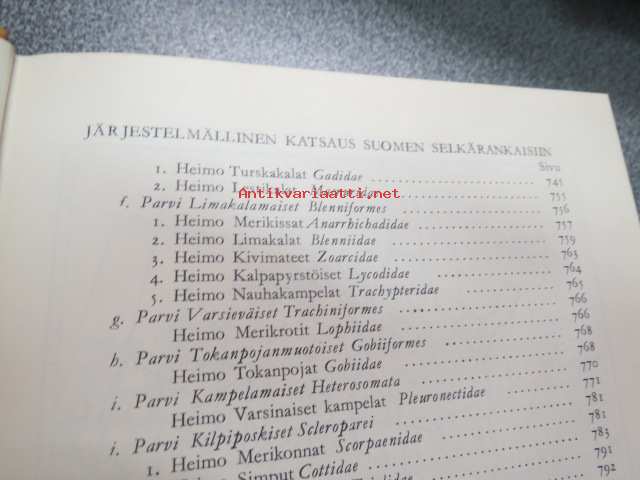 JÄRJESTELMÄLLINEN KATSAUS SUOMEN SELKÄRANKAISIIN
Sivu
1. Heimo Turskakalat Gadidae 745
2. Heimo 755
Antikvariaatti.net
f. Parvi Limakalamaiset Blenniformes 756
1. Heimo Merikissat Anarrhichadidae 757
2. Heimo Limakalat Blenniidae 759
3. Heimo Kivimateet Zoarcidae 763
4. Heimo Kalpapyrstöiset Lycodidae 764
5. Heimo Nauhakampelat Trachypteridae 765
g. Parvi Varsieväiset Trachiniformes 766
Heimo Merikrotit Lophiidae 766
h. Parvi Tokanpojanmuotoiset Gobiiformes 768
Heimo Tokanpojat Gobiidae 768
i. Parvi Kampelamaiset Heterosomata 770
Heimo Varsinaiset kampelat Pleuronectidae 771
i. Parvi Kilpiposkiset Scleroparei 781
1. Heimo Merikonnat Scorpaenidae 781
Simput Cottidae 783
791
792